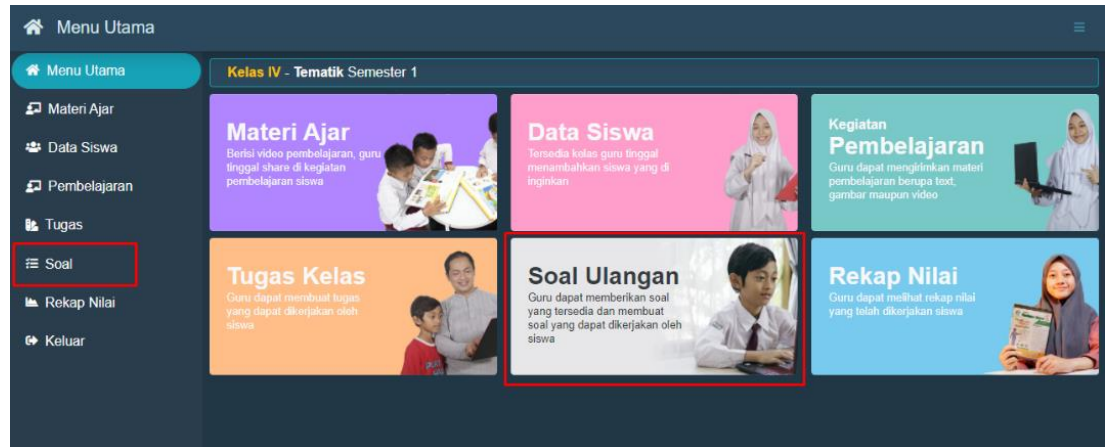 Menu Utama
Menu Utama
Materi Ajar
Data Siswa
Pembelajaran
Tugas
Soal
Rekap Nilai
Keluar
Kelas IV - Tematik Semester 1
Materi Ajar
Berisi video pembelajaran, guru
tinggal share di kegiatan
pembelajaran siswa
Data Siswa
Tersedia kelas guru tinggal
menambahkan siswa yang di
inginkan
Kegiatan
Pembelajaran
Guru dapat mengirimkan materi
pembelajaran berupa text,
gambar maupun video
Tugas Kelas
Guru dapat membuat tugas
yang dapat dikerjakan oleh
siswa
Soal Ulangan
Guru dapat memberikan soal
yang tersedia dan membuat
soal yang dapat dikerjakan oleh
siswa
Rekap Nilai
Guru dapat melihat rekap nilai
yang telah dikerjakan siswa